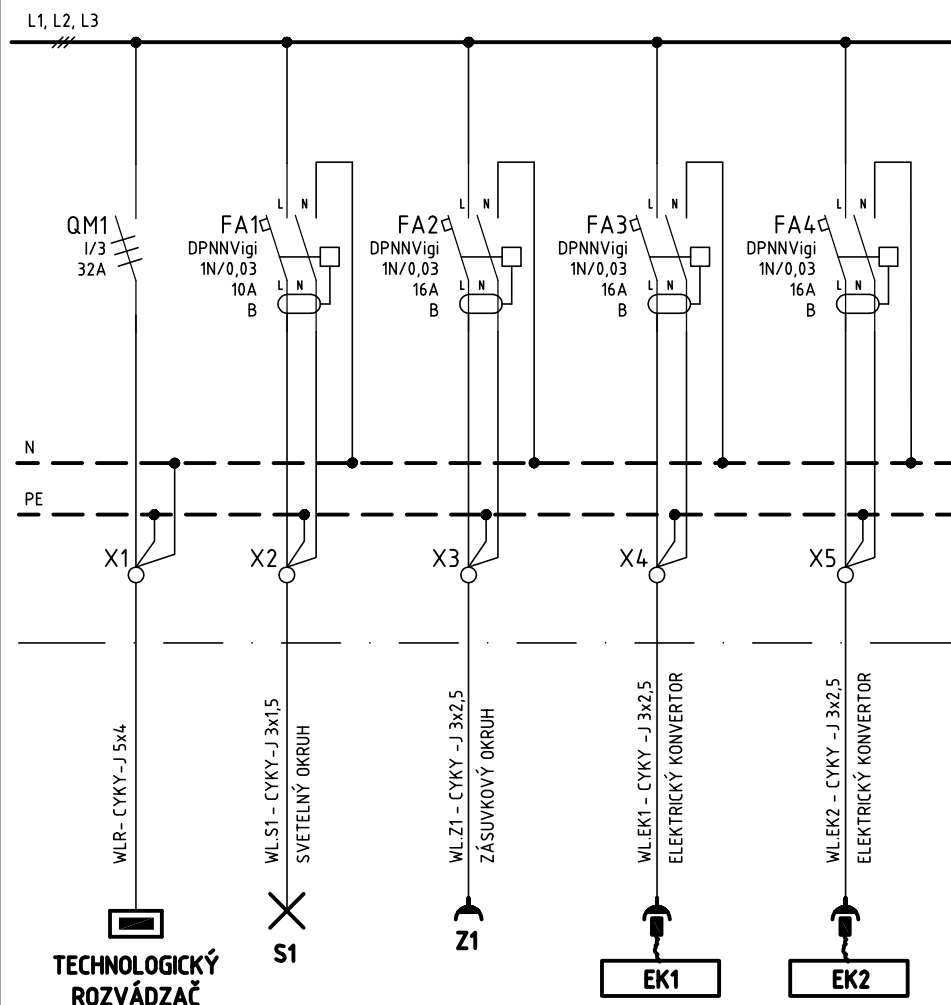 L1, L2, L3
QM1
I/3
32A
L N
FA1
DPNNVigi
1N/0,03
10A
B
L N
L N
FA2
DPNNVigi
1N/0,03
16A
B
L N
L N
FA3
DPNNVigi
1N/0,03
16A
B
L N
L N
FA4
DPNNVigi
1N/0,03
16A
B
L N
N
PE
X1
X2
X3
X4
X5
WLR- CYKY-J 5x4
WL.S1 - CYKY-J 3x1,5
SVETELNÝ OKRUH
WL.Z1 - CYKY -J 3x2,5
ZÁSUVKOVÝ OKRUH
WL.EK1 - CYKY -J 3x2,5
ELEKTRICKÝ KONVERTOR
WL.EK2 - CYKY -J 3x2,5
ELEKTRICKÝ KONVERTOR
TECHNOLOGICKÝ
ROZVÁDZAČ
S1
Z1
EK1
EK2